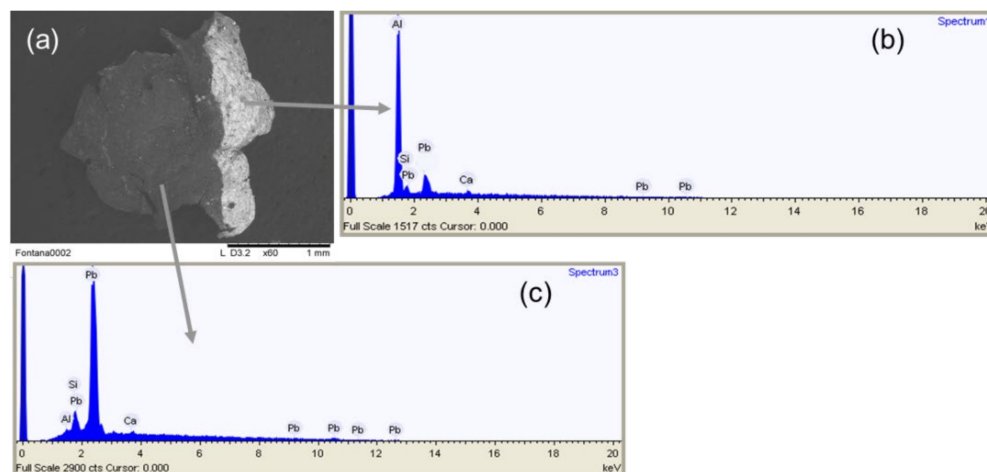 (a)
Fontana0002
L D3.2 x60 1 mm
Spectrum1
(b)
Al
Si
Pb
Pb
Ca
Pb
Pb
0 2 4 6 8 10 12 14 16 18 20
Full Scale 1517 cts Cursor: 0.000
keV
Spectrum3
(c)
Pb
Si
Pb
Al
Ca
Pb
Pb
Pb
Pb
0 2 4 6 8 10 12 14 16 18 20
Full Scale 2900 cts Cursor: 0.000 keV